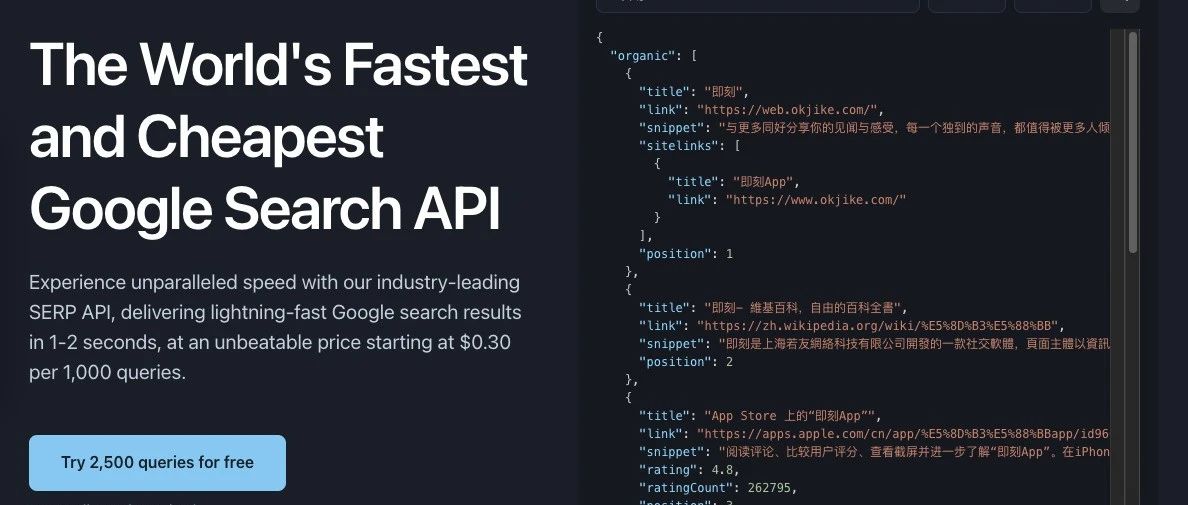 The World's Fastest
and Cheapest
Google Search API
Experience unparalleled speed with our industry-leading
SERP API, delivering lightning-fast Google search results
in 1-2 seconds, at an unbeatable price starting at $0.30
per 1,000 queries.
Try 2,500 queries for free
{
"organic": [
{
"title": "即刻",
"link": "https://web.okjike.com/",
"snippet": "与更多同好分享你的见闻与感受，每一个独到的声音，都值得被更多人倾
"sitelinks": [
{
"title": "即刻App",
"link": "https://www.okjike.com/"
}
],
"position": 1
},
{
"title": "即刻- 維基百科，自由的百科全書",
"link": "https://zh.wikipedia.org/wiki/%E5%8D%B3%E5%88%BB",
"snippet": "即刻是上海若友網絡科技有限公司開發的一款社交軟體，頁面主體以資訊
"position": 2
},
{
"title": "App Store 上的“即刻App”",
"link": "https://apps.apple.com/cn/app/%E5%8D%B3%E5%88%BBapp/id96
"snippet": "阅读评论、比较用户评分、查看截屏并进一步了解“即刻App”。在iPhon
"rating": 4.8,
"ratingCount": 262795,
"position": 3